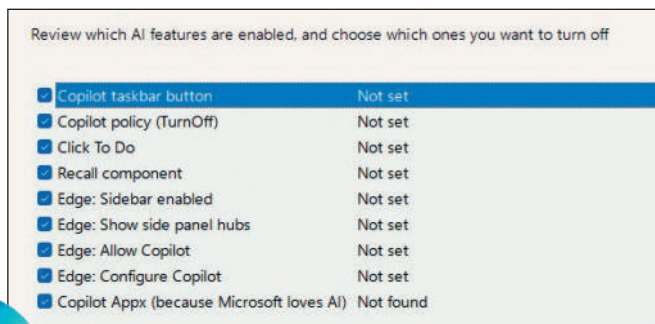 Review which AI features are enabled, and choose which ones you want to turn off
Copilot taskbar button Not set
Copilot policy (TurnOff) Not set
Click To Do Not set
Recall component Not set
Edge: Sidebar enabled Not set
Edge: Show side panel hubs Not set
Edge: Allow Copilot Not set
Edge: Configure Copilot Not set
Copilot Appx (because Microsoft loves AI) Not found